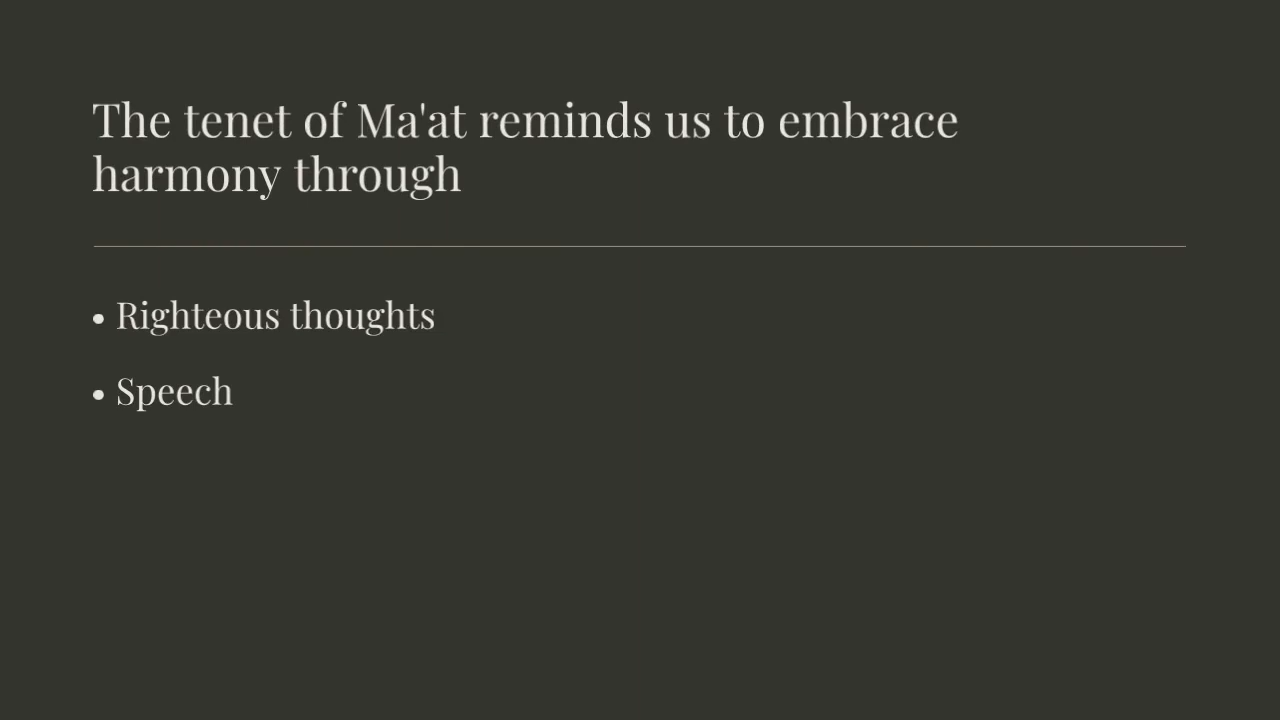 The tenet of Ma'at reminds us to embrace
harmony through
• Righteous thoughts
• Speech